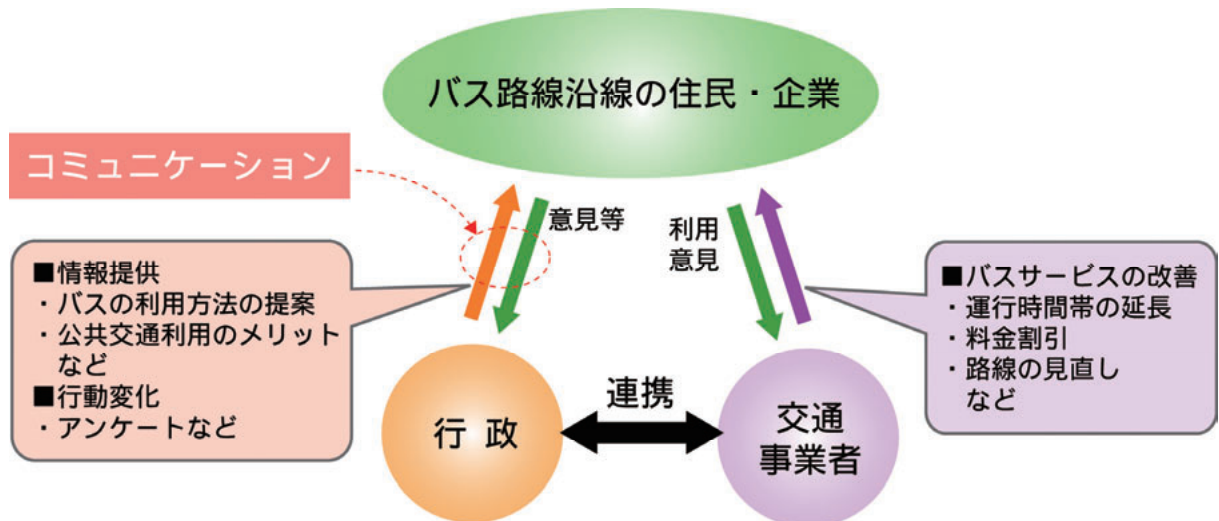 バス路線沿線の住民・企業
コミュニケーション
意見等
利用
意見
■情報提供
・バスの利用方法の提案
・公共交通利用のメリット
など
■行動変化
・アンケートなど
■バスサービスの改善
・運行時間帯の延長
・料金割引
・路線の見直し
など
行 政
連携
交通
事業者